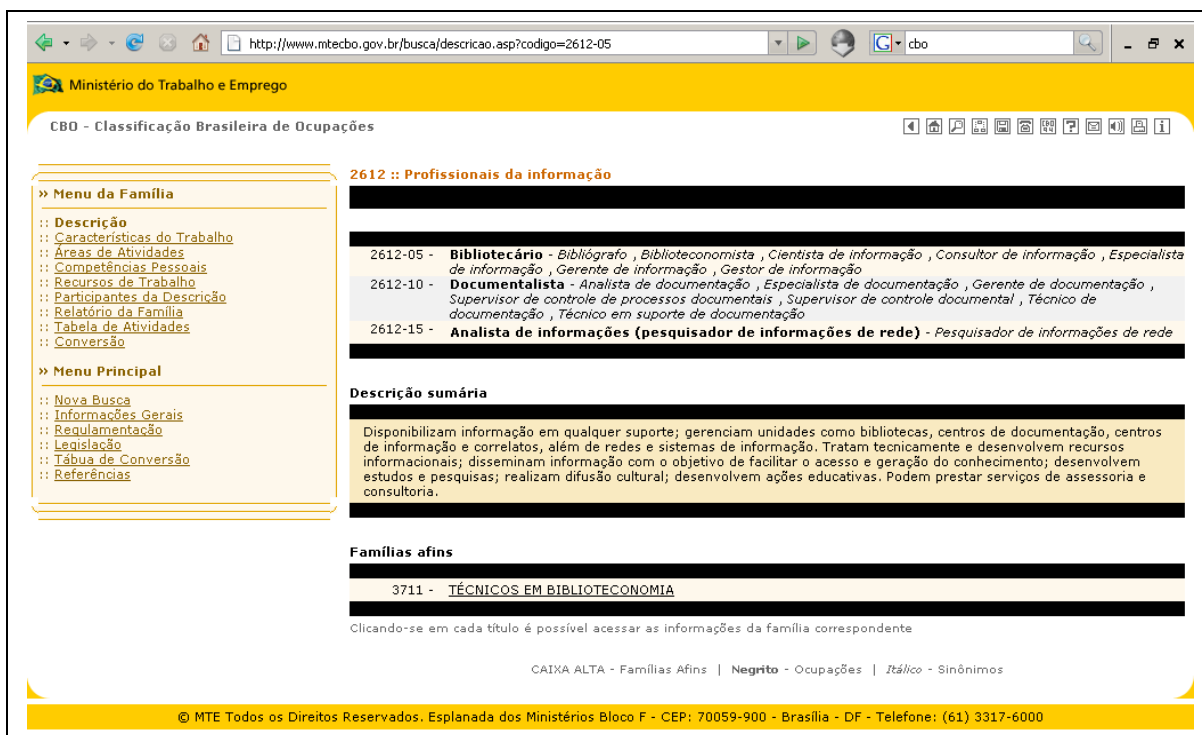 http://www.mtecbo.gov.br/busca/descricao.asp?codigo=2612-05
G
cbo
Ministério do Trabalho e Emprego
CBO - Classificação Brasileira de Ocupações
2612 :: Profissionais da informação
» Menu da Família
:: Descrição
:: Características do Trabalho
:: Áreas de Atividades
:: Competências Pessoais
:: Recursos de Trabalho
:: Participantes da Descrição
:: Relatório da Família
:: Tabela de Atividades
:: Conversão
» Menu Principal
:: Nova Busca
:: Informações Gerais
:: Regulamentação
:: Legislação
:: Tábua de Conversão
:: Referências
2612-05 - Bibliotecário - Bibliógrafo , Biblioteconomista , Cientista de informação , Consultor de informação , Especialista
de informação , Gerente de informação , Gestor de informação
2612-10 - Documentalista - Analista de documentação , Especialista de documentação , Gerente de documentação ,
Supervisor de controle de processos documentais , Supervisor de controle documental , Técnico de
documentação , Técnico em suporte de documentação
2612-15 - Analista de informações (pesquisador de informações de rede) - Pesquisador de informações de rede
Descrição sumária
Disponibilizam informação em qualquer suporte; gerenciam unidades como bibliotecas, centros de documentação, centros
de informação e correlatos, além de redes e sistemas de informação. Tratam tecnicamente e desenvolvem recursos
informacionais; disseminam informação com o objetivo de facilitar o acesso e geração do conhecimento; desenvolvem
estudos e pesquisas; realizam difusão cultural; desenvolvem ações educativas. Podem prestar serviços de assessoria e
consultoria.
Famílias afins
3711 - TÉCNICOS EM BIBLIOTECONOMIA
Clicando-se em cada título é possível acessar as informações da família correspondente
CAIXA ALTA - Famílias Afins | Negrito - Ocupações | Itálico - Sinônimos
© MTE Todos os Direitos Reservados. Esplanada dos Ministérios Bloco F - CEP: 70059-900 - Brasília - DF - Telefone: (61) 3317-6000